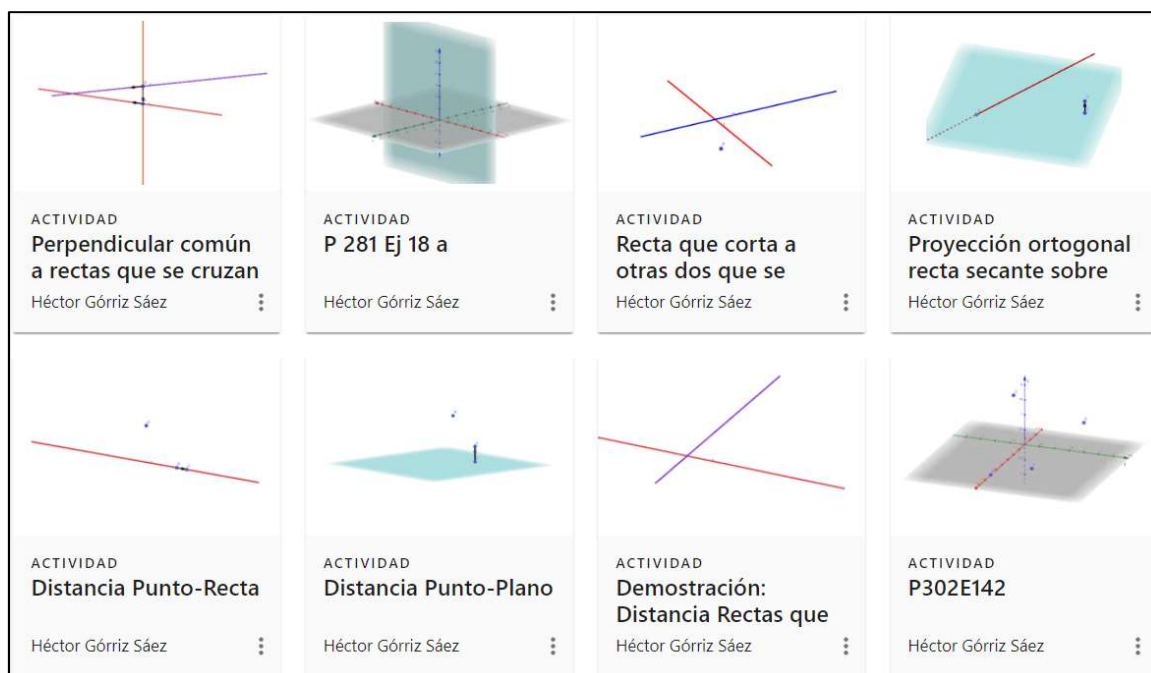 ACTIVIDAD
Perpendicular común
a rectas que se cruzan
Héctor Górriz Sáez
ACTIVIDAD
P 281 Ej 18 a
Héctor Górriz Sáez
ACTIVIDAD
Recta que corta a
otras dos que se
Héctor Górriz Sáez
ACTIVIDAD
Proyección ortogonal
recta secante sobre
Héctor Górriz Sáez
ACTIVIDAD
Distancia Punto-Recta
Héctor Górriz Sáez
ACTIVIDAD
Distancia Punto-Plano
Héctor Górriz Sáez
ACTIVIDAD
Demostración:
Distancia Rectas que
Héctor Górriz Sáez
ACTIVIDAD
P302E142
Héctor Górriz Sáez